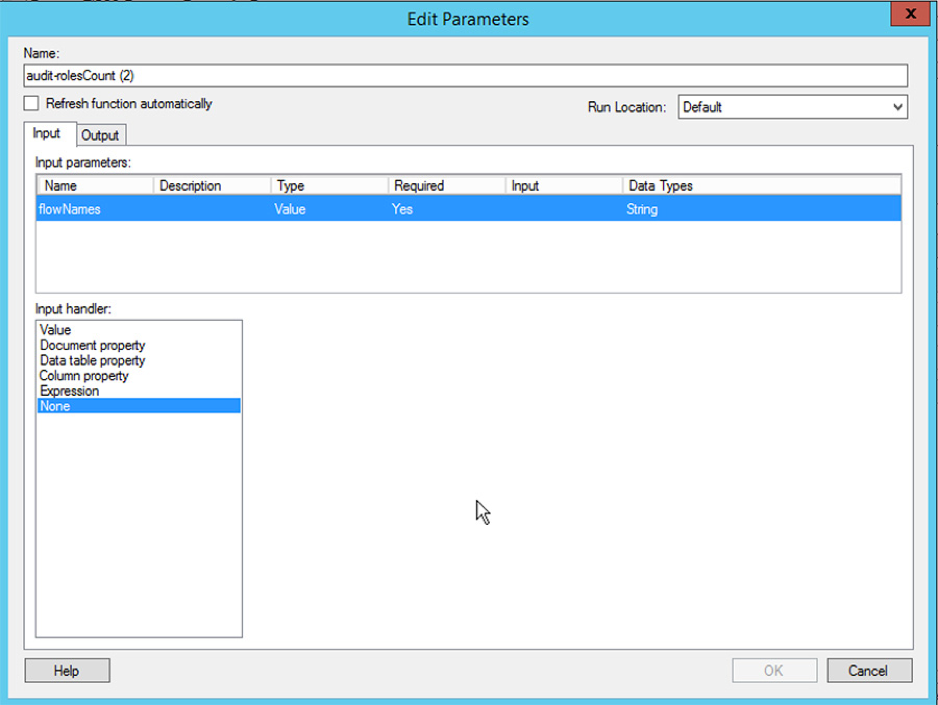 Edit Parameters
x
Name:
audit-rolesCount (2)
Refresh function automatically
Run Location: Default
Input Output
Input parameters:
Name Description Type Required Input Data Types
flowNames Value Yes String
Input handler:
Value
Document property
Data table property
Column property
Expression
None
Help OK Cancel